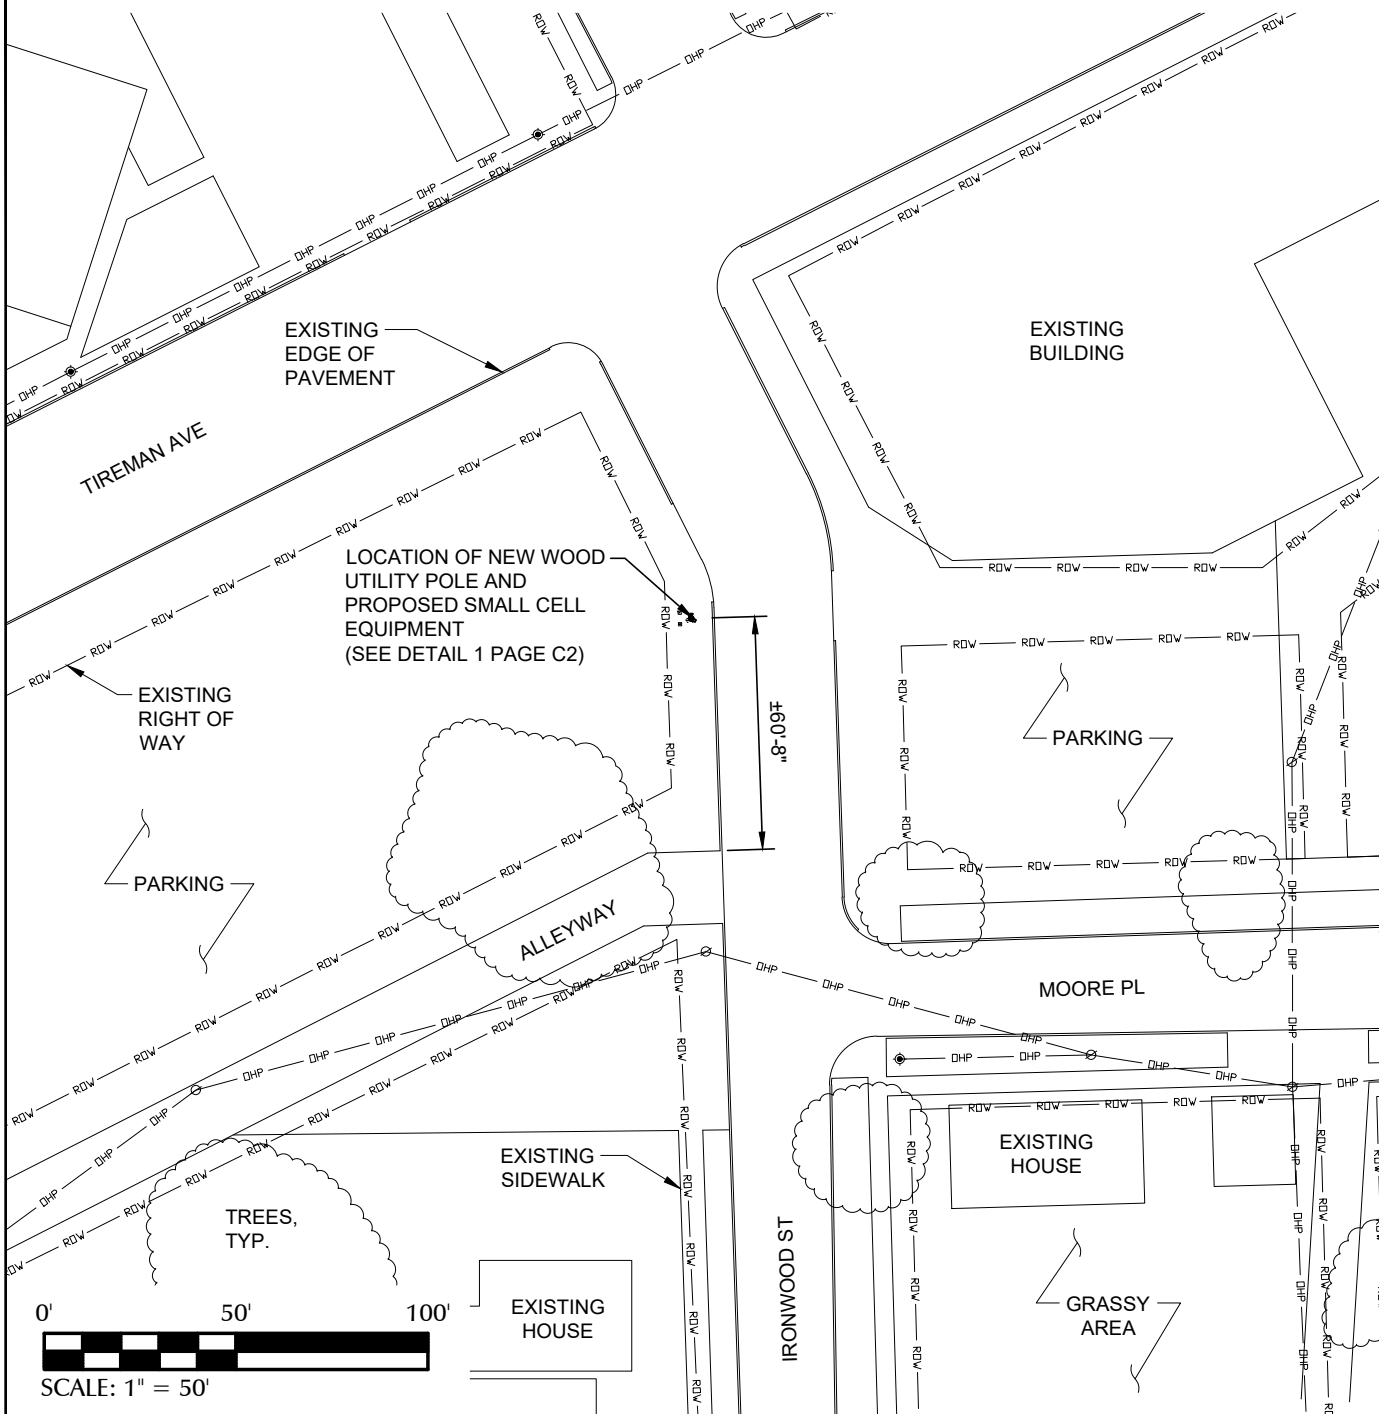 EXISTING
EDGE OF
PAVEMENT
EXISTING
BUILDING
TIREMAN AVE
LOCATION OF NEW WOOD
UTILITY POLE AND
PROPOSED SMALL CELL
EQUIPMENT
(SEE DETAIL 1 PAGE C2)
EXISTING
RIGHT OF
WAY
±60'-8"
PARKING
PARKING
ALLEYWAY
MOORE PL
EXISTING
SIDEWALK
EXISTING
HOUSE
TREES,
TYP.
IRONWOOD ST
EXISTING
HOUSE
GRASSY
AREA
0' 50' 100'
SCALE: 1" = 50'
ROW
OHP